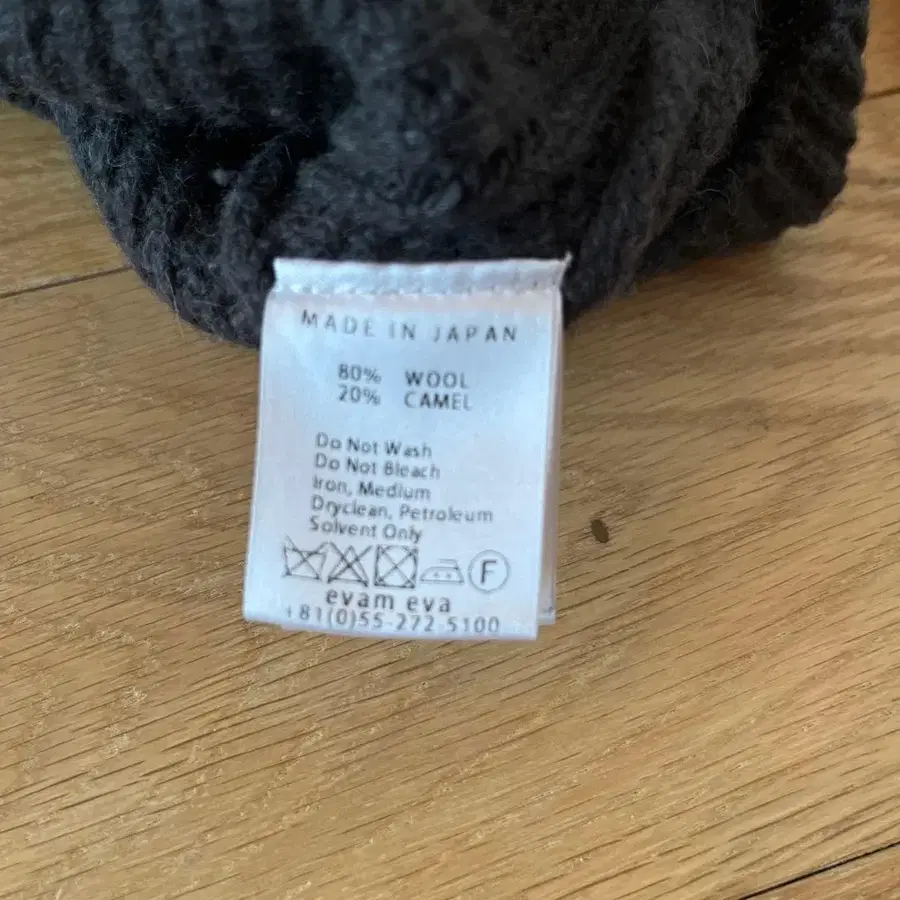 MADE IN JAPAN
80% WOOL
20% CAMEL
Do Not Wash
Do Not Bleach
Iron, Medium
Dryclean, Petroleum
Solvent Only
F
evam eva
+81(0)55-272-5100